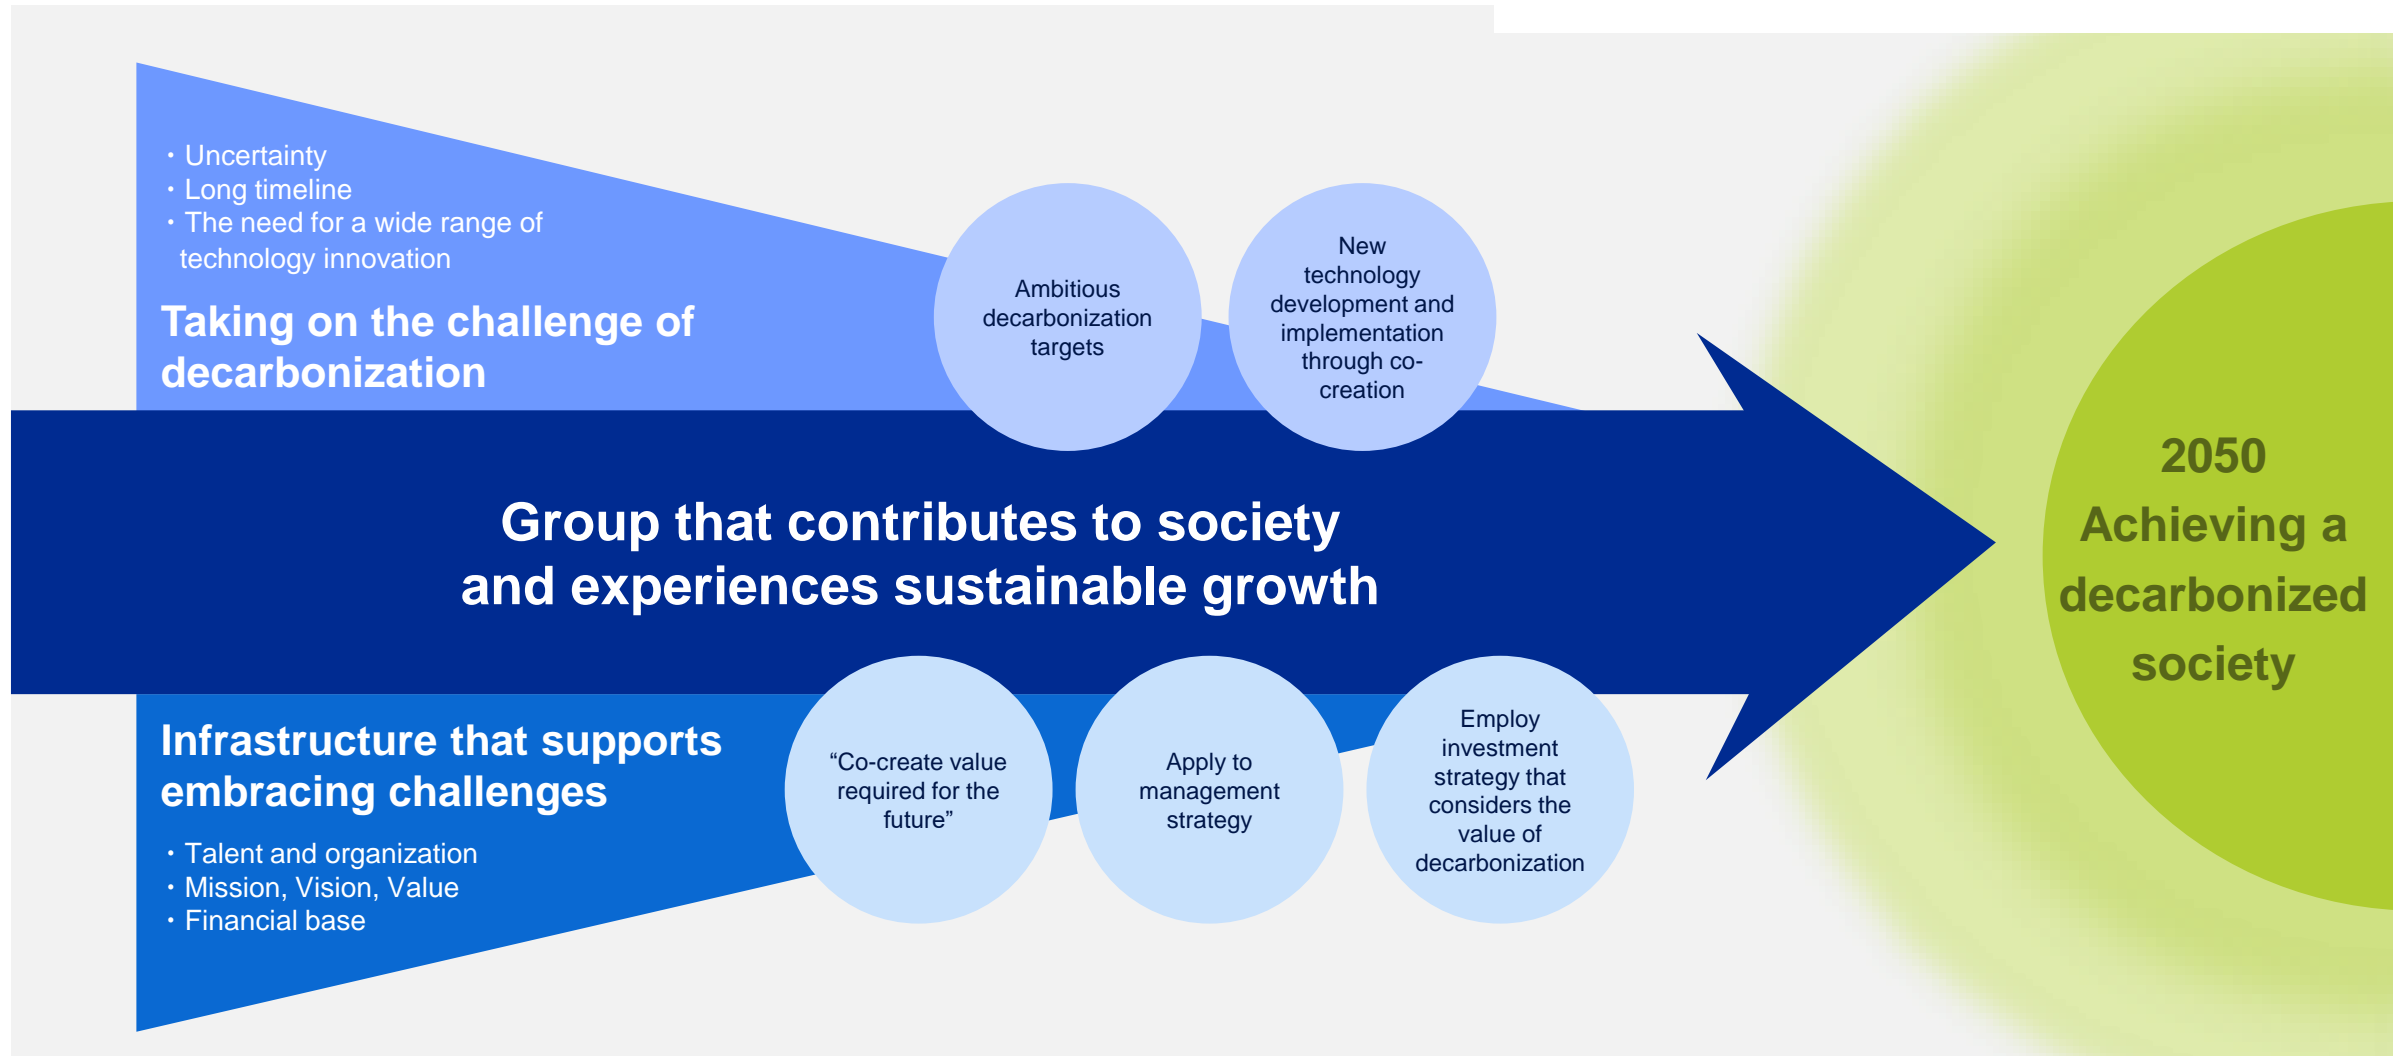 ・Uncertainty
・Long timeline
・The need for a wide range of
technology innovation
Taking on the challenge of
decarbonization
Ambitious
decarbonization
targets
New
technology
development and
implementation
through co-
creation
Group that contributes to society
and experiences sustainable growth
2050
Achieving a
decarbonized
society
Infrastructure that supports
embracing challenges
・Talent and organization
・Mission, Vision, Value
・Financial base
“Co-create value
required for the
future”
Apply to
management
strategy
Employ
investment
strategy that
considers the
value of
decarbonization